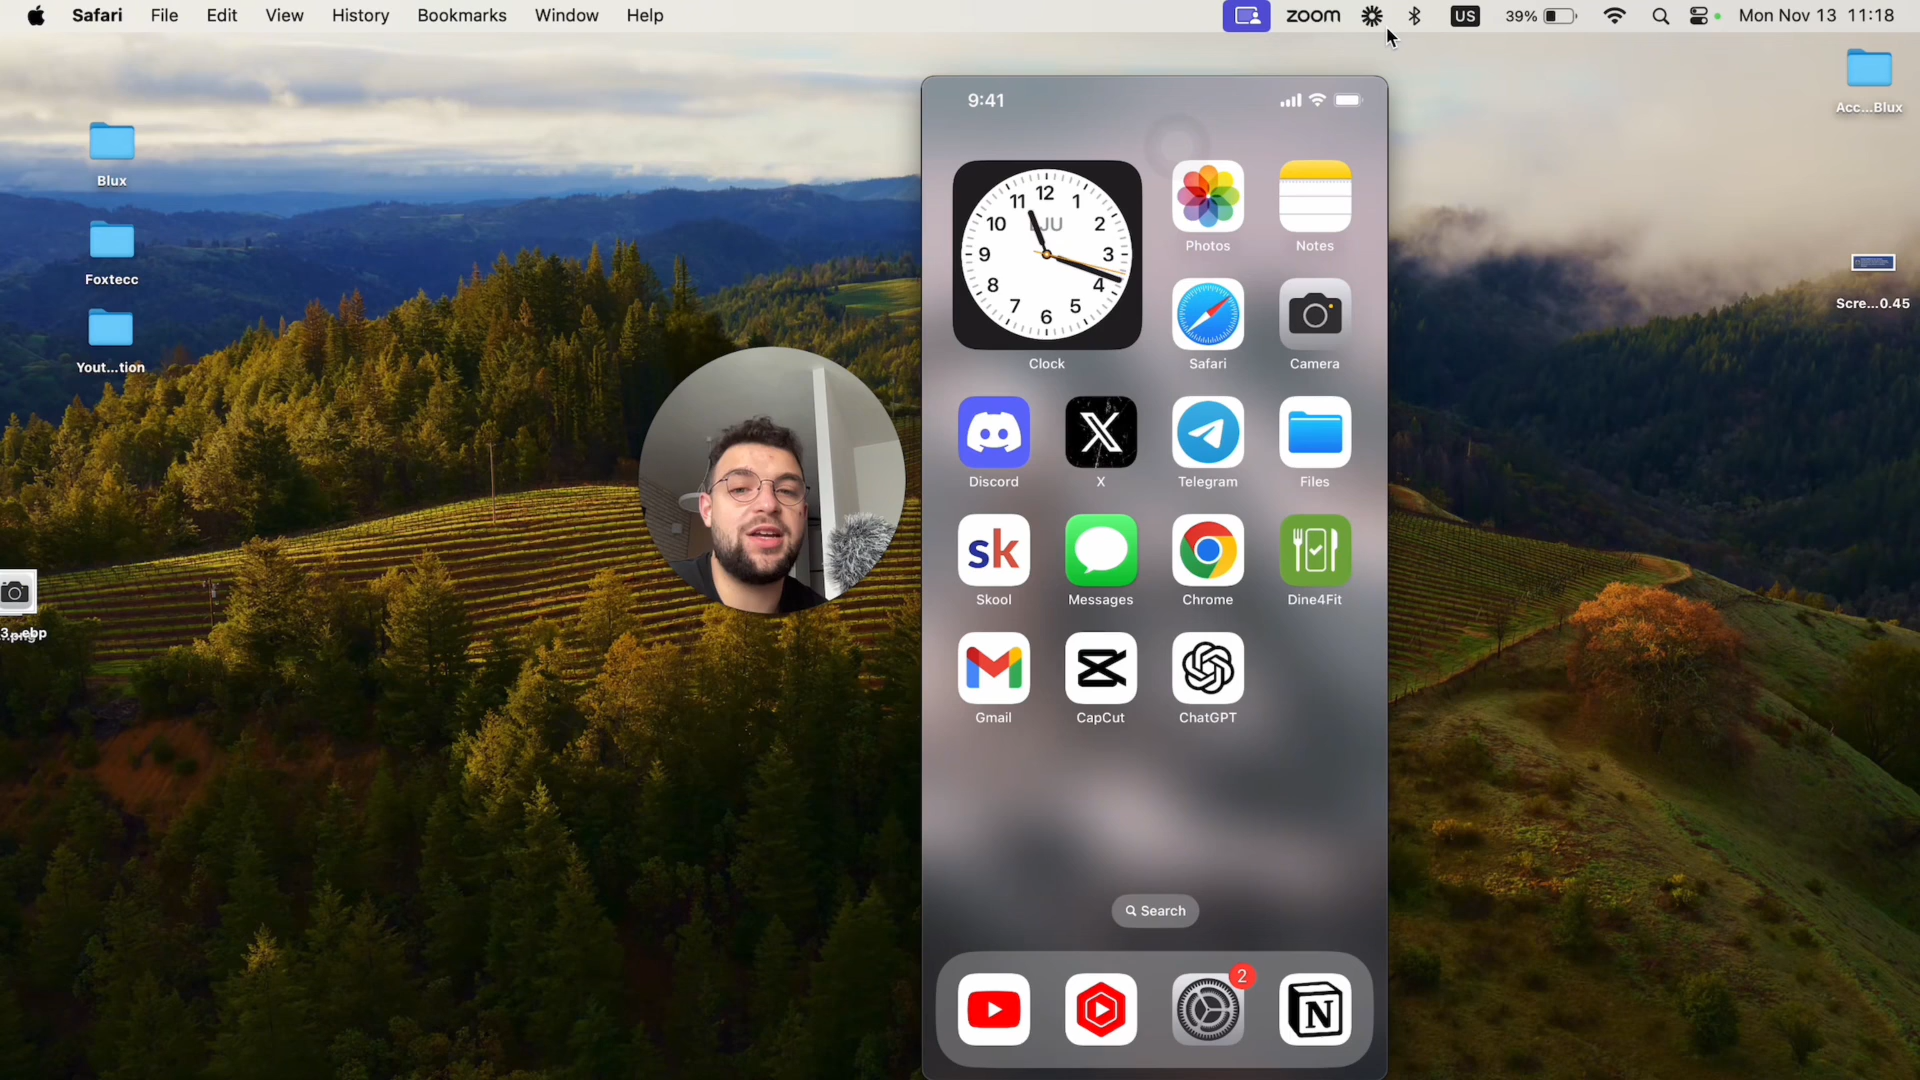 Safari File Edit View History Bookmarks Window Help
zoom US 39% Mon Nov 13 11:18
Blux
Foxtecc
Yout...tion
Acc...Blux
Scre...0.45
9:41
12
11 1
10 2
9 3
8 4
7 5
6
Clock
Photos Notes
Safari Camera
Discord X Telegram Files
sk
Skool Messages Chrome Dine4Fit
Gmail CapCut ChatGPT
Search
2
N